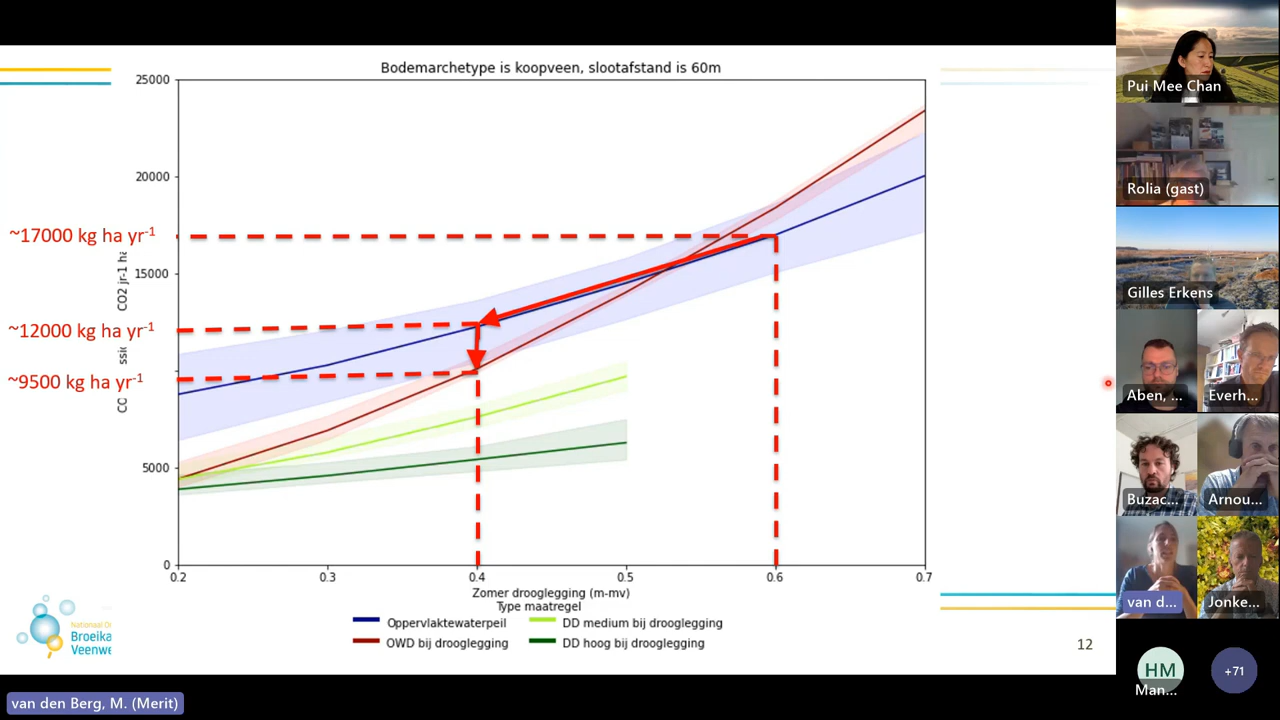 Bodemarchetype is koopveen, slootafstand is 60m
25000
20000
15000
5000
0
~17000 kg ha yr-1
~12000 kg ha yr-1
~9500 kg ha yr-1
CO2 jr-1
0.2 0.3 0.4 0.5 0.6 0.7
Zomer drooglegging (m-mv)
Type maatregel
Oppervlaktewaterpeil
OWD bij drooglegging
DD medium bij drooglegging
DD hoog bij drooglegging
Broeika
Veenwe
12
Pui Mee Chan
Rolia (gast)
Gilles Erkens
Aben, ...
Everh...
Buzac...
Arnou...
van d...
Jonke...
HM
Man...
+71
van den Berg, M. (Merit)